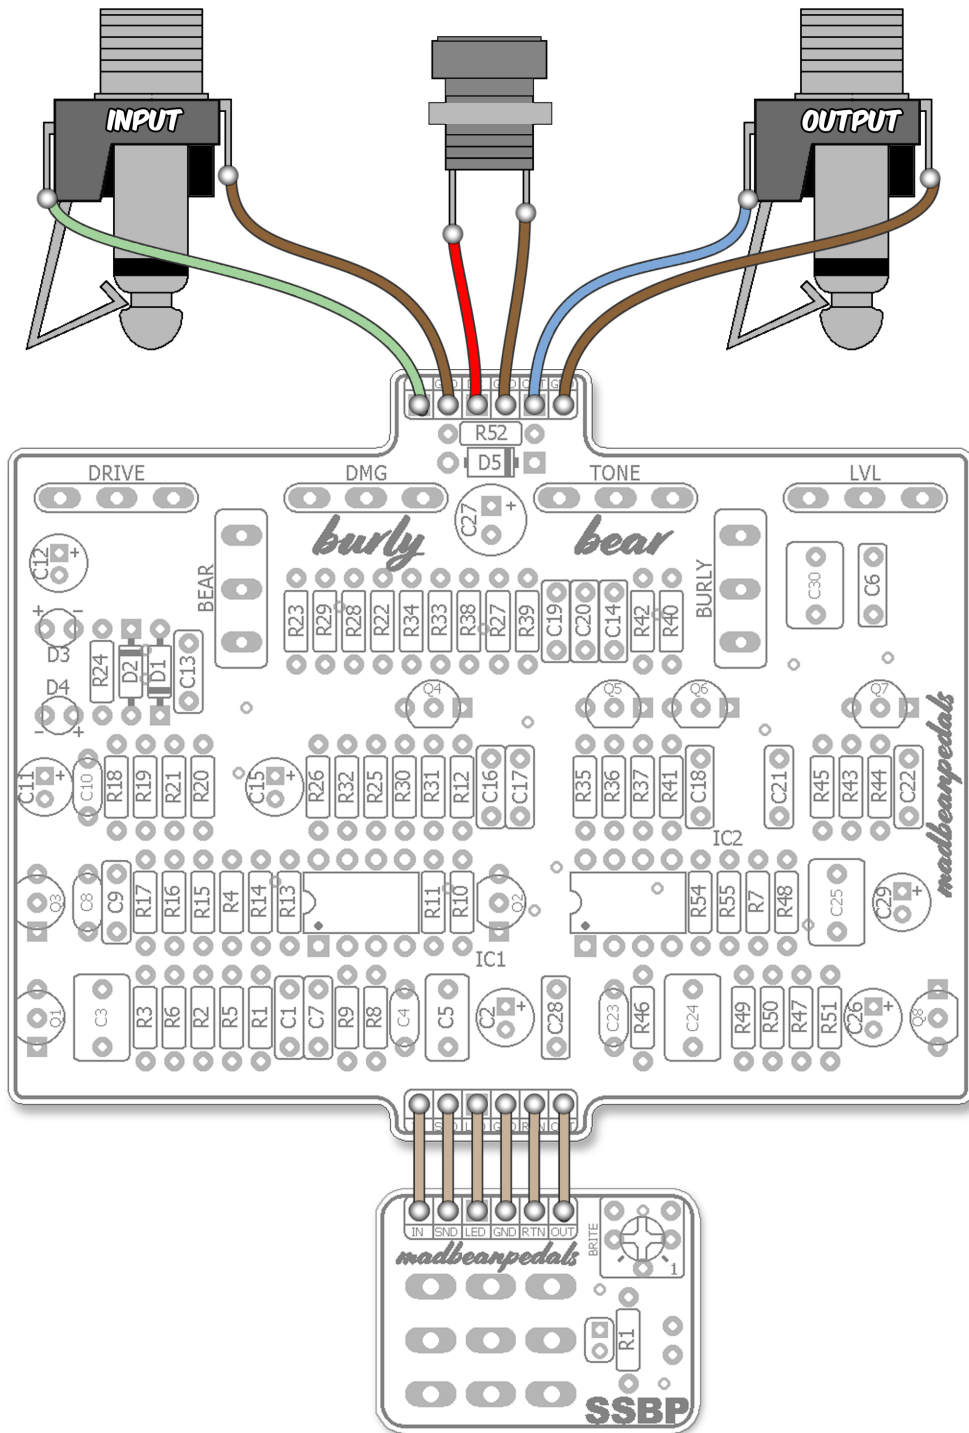 INPUT
OUTPUT
R52
D5
DRIVE
DMG
TONE
LVL
C27
+
burly
bear
C12
+
BEAR
BURLY
C30
C6
R23
R29
R28
R22
R34
R33
R38
R27
R39
C19
C20
C14
R42
R40
+
-
D3
R24
D2
D1
C13
D4
-
+
Q4
Q5
Q6
Q7
madbeanpedals
C11
+
C10
R18
R19
R21
R20
C15
+
R26
R32
R25
R30
R31
R12
C16
C17
R35
R36
R37
R41
C18
C21
R45
R43
R44
C22
IC2
Q3
C8
C9
R17
R16
R15
R4
R14
R13
R11
R10
Q2
R54
R55
R7
R48
C25
C29
+
IC1
Q1
C3
R3
R6
R2
R5
R1
C1
C7
R9
R8
C4
C5
C2
+
C28
C23
R46
C24
R49
R50
R47
R51
C26
+
Q8
IN
SND
LED
GND
RTN
OUT
BRITE
1
madbeanpedals
R1
SSBP